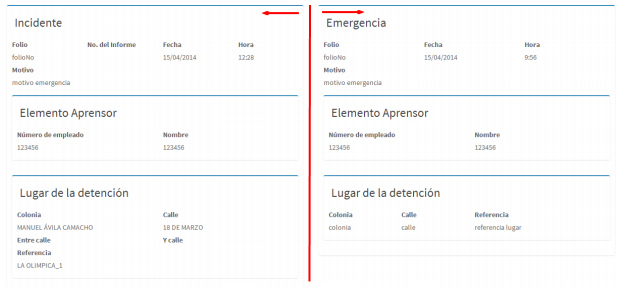 Incidente
Folio No. del Informe Fecha Hora
folioNo 15/04/2014 12:28
Motivo
motivo emergencia
Elemento Aprensor
Número de empleado Nombre
123456 123456
Lugar de la detención
Colonia Calle
MANUEL ÁVILA CAMACHO 18 DE MARZO
Entre calle Y calle
Referencia
LA OLIMPICA_1
Emergencia
Folio Fecha Hora
folioNo 15/04/2014 9:56
Motivo
motivo emergencia
Elemento Aprensor
Número de empleado Nombre
123456 123456
Lugar de la detención
Colonia Calle Referencia
colonia calle referencia lugar